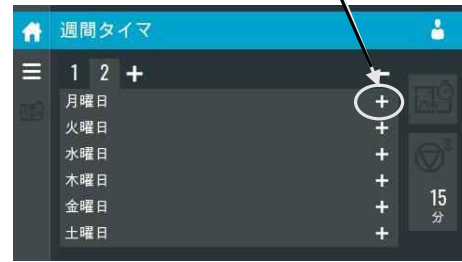 週間タイマ
1 2 +
月曜日 +
火曜日 +
水曜日 +
木曜日 +
金曜日 +
土曜日 +
15
分